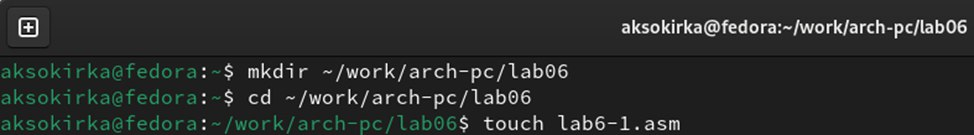 aksokirka@fedora:~/work/arch-pc/lab06
aksokirka@fedora:~$ mkdir ~/work/arch-pc/lab06
aksokirka@fedora:~$ cd ~/work/arch-pc/lab06
aksokirka@fedora:~/work/arch-pc/lab06$ touch lab6-1.asm